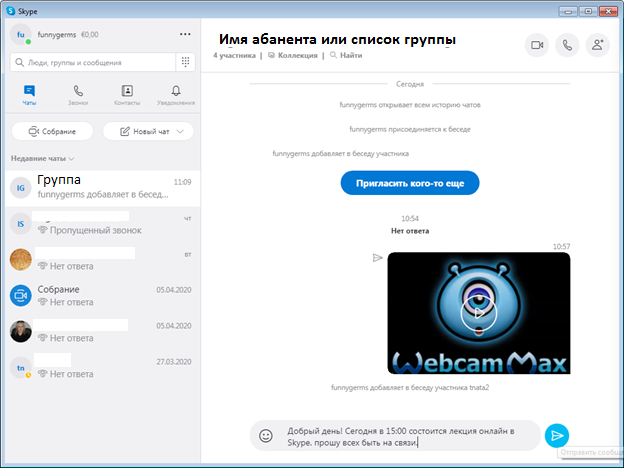 Skype
fu funnygerms €0,00
Люди, группы и сообщения
Чаты Звонки Контакты Уведомления
Собрание Новый чат
Недавние чаты
IG Группа 11:09
funnygerms добавляет в бесед...
IS чт
Пропущенный звонок
вт
Нет ответа
Собрание 05.04.2020
Нет ответа
05.04.2020
Нет ответа
tn 27.03.2020
Нет ответа
Имя абанента или список группы
4 участника | Коллекция | Найти
Сегодня
funnygerms открывает всем историю чатов
funnygerms присоединяется к беседе
funnygerms добавляет в беседу участника
Пригласить кого-то еще
10:54
Нет ответа
10:57
WebcamMax
funnygerms добавляет в беседу участника tnata2
Добрый день! Сегодня в 15:00 состоится лекция онлайн в
Skype, прошу всех быть на связи.
Отправить сообще